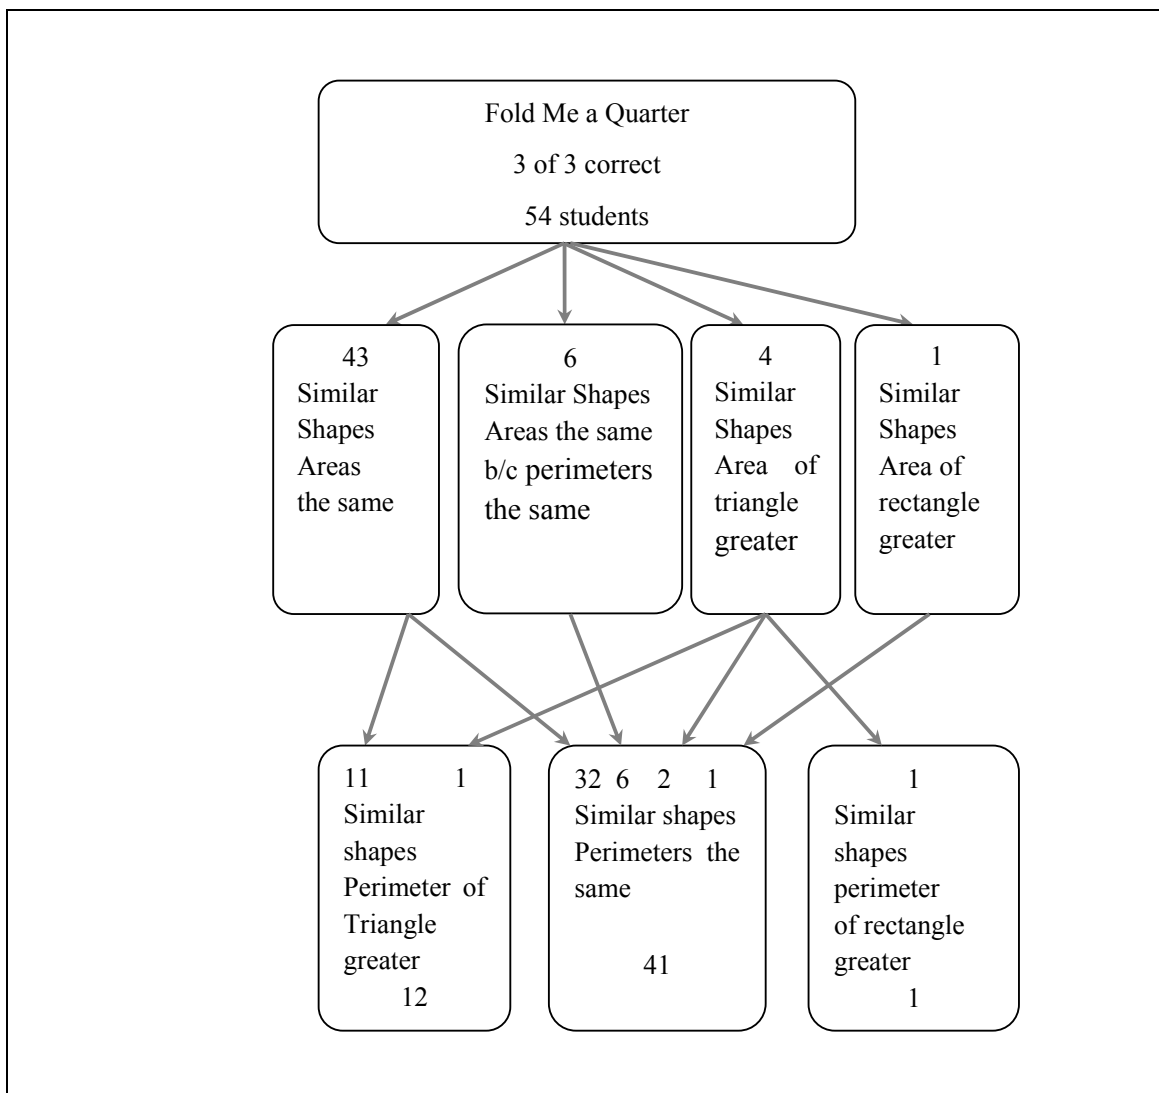 Fold Me a Quarter
3 of 3 correct
54 students
43
Similar
Shapes
Areas
the same
6
Similar Shapes
Areas the same
b/c perimeters
the same
4
Similar
Shapes
Area of
triangle
greater
1
Similar
Shapes
Area of
rectangle
greater
11 1
Similar
shapes
Perimeter of
Triangle
greater
12
32 6 2 1
Similar shapes
Perimeters the
same
41
1
Similar
shapes
perimeter
of rectangle
greater
1